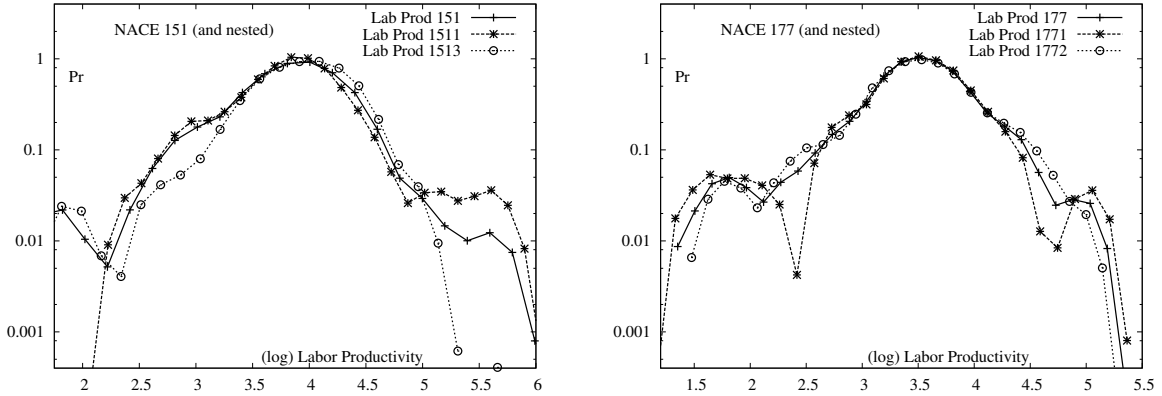 NACE 151 (and nested)
Lab Prod 151
Lab Prod 1511
Lab Prod 1513
Pr
1
0.1
0.01
0.001
(log) Labor Productivity
2 2.5 3 3.5 4 4.5 5 5.5 6
NACE 177 (and nested)
Lab Prod 177
Lab Prod 1771
Lab Prod 1772
Pr
1
0.1
0.01
0.001
(log) Labor Productivity
1.5 2 2.5 3 3.5 4 4.5 5 5.5